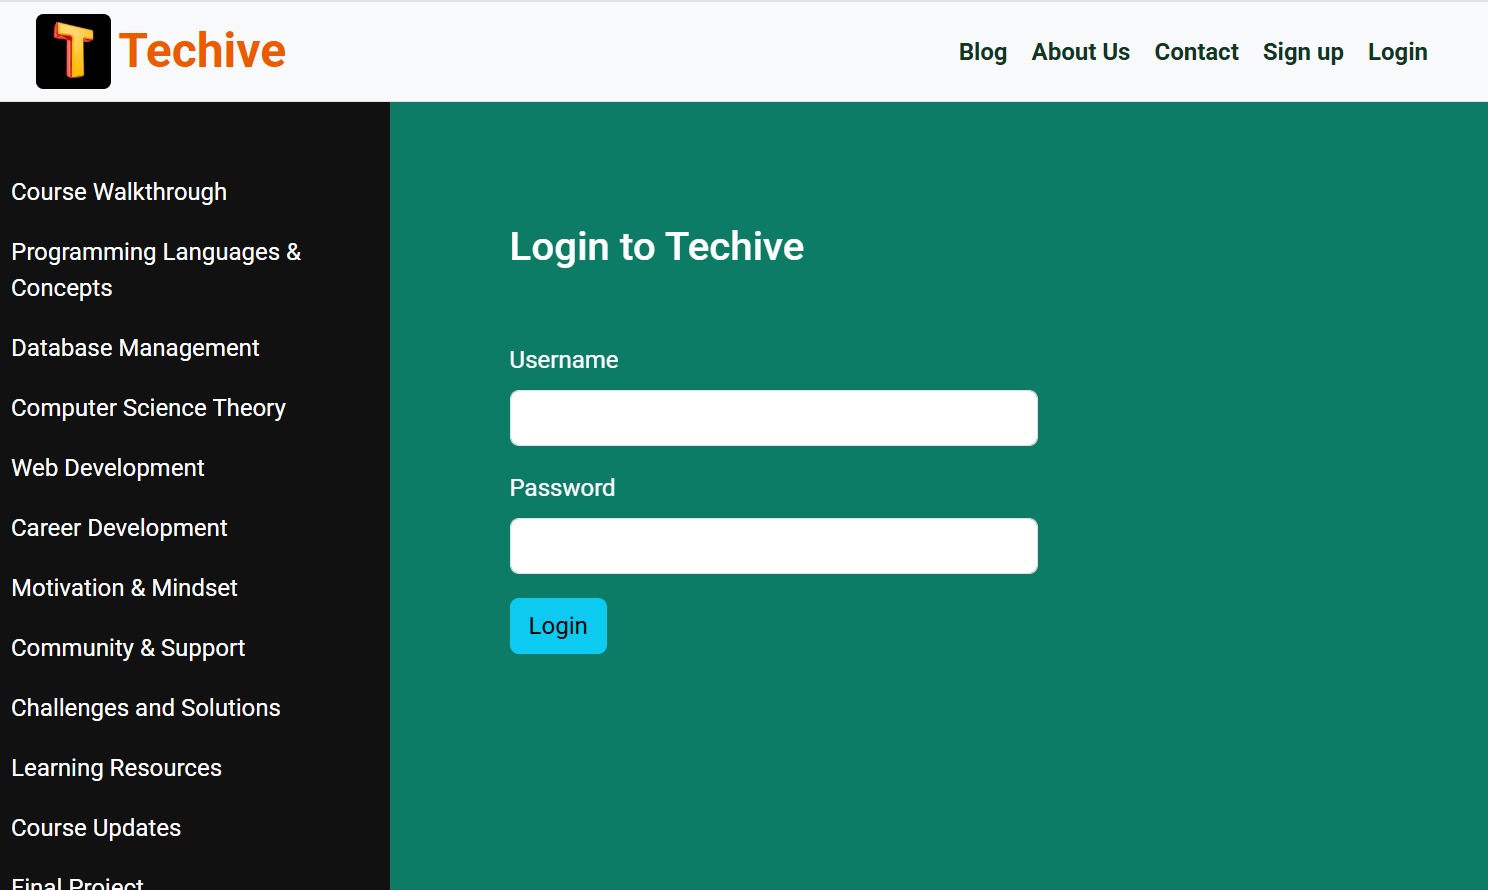 T Techive
Blog About Us Contact Sign up Login
Course Walkthrough
Programming Languages &
Concepts
Database Management
Computer Science Theory
Web Development
Career Development
Motivation & Mindset
Community & Support
Challenges and Solutions
Learning Resources
Course Updates
Final Project
Login to Techive
Username
Password
Login